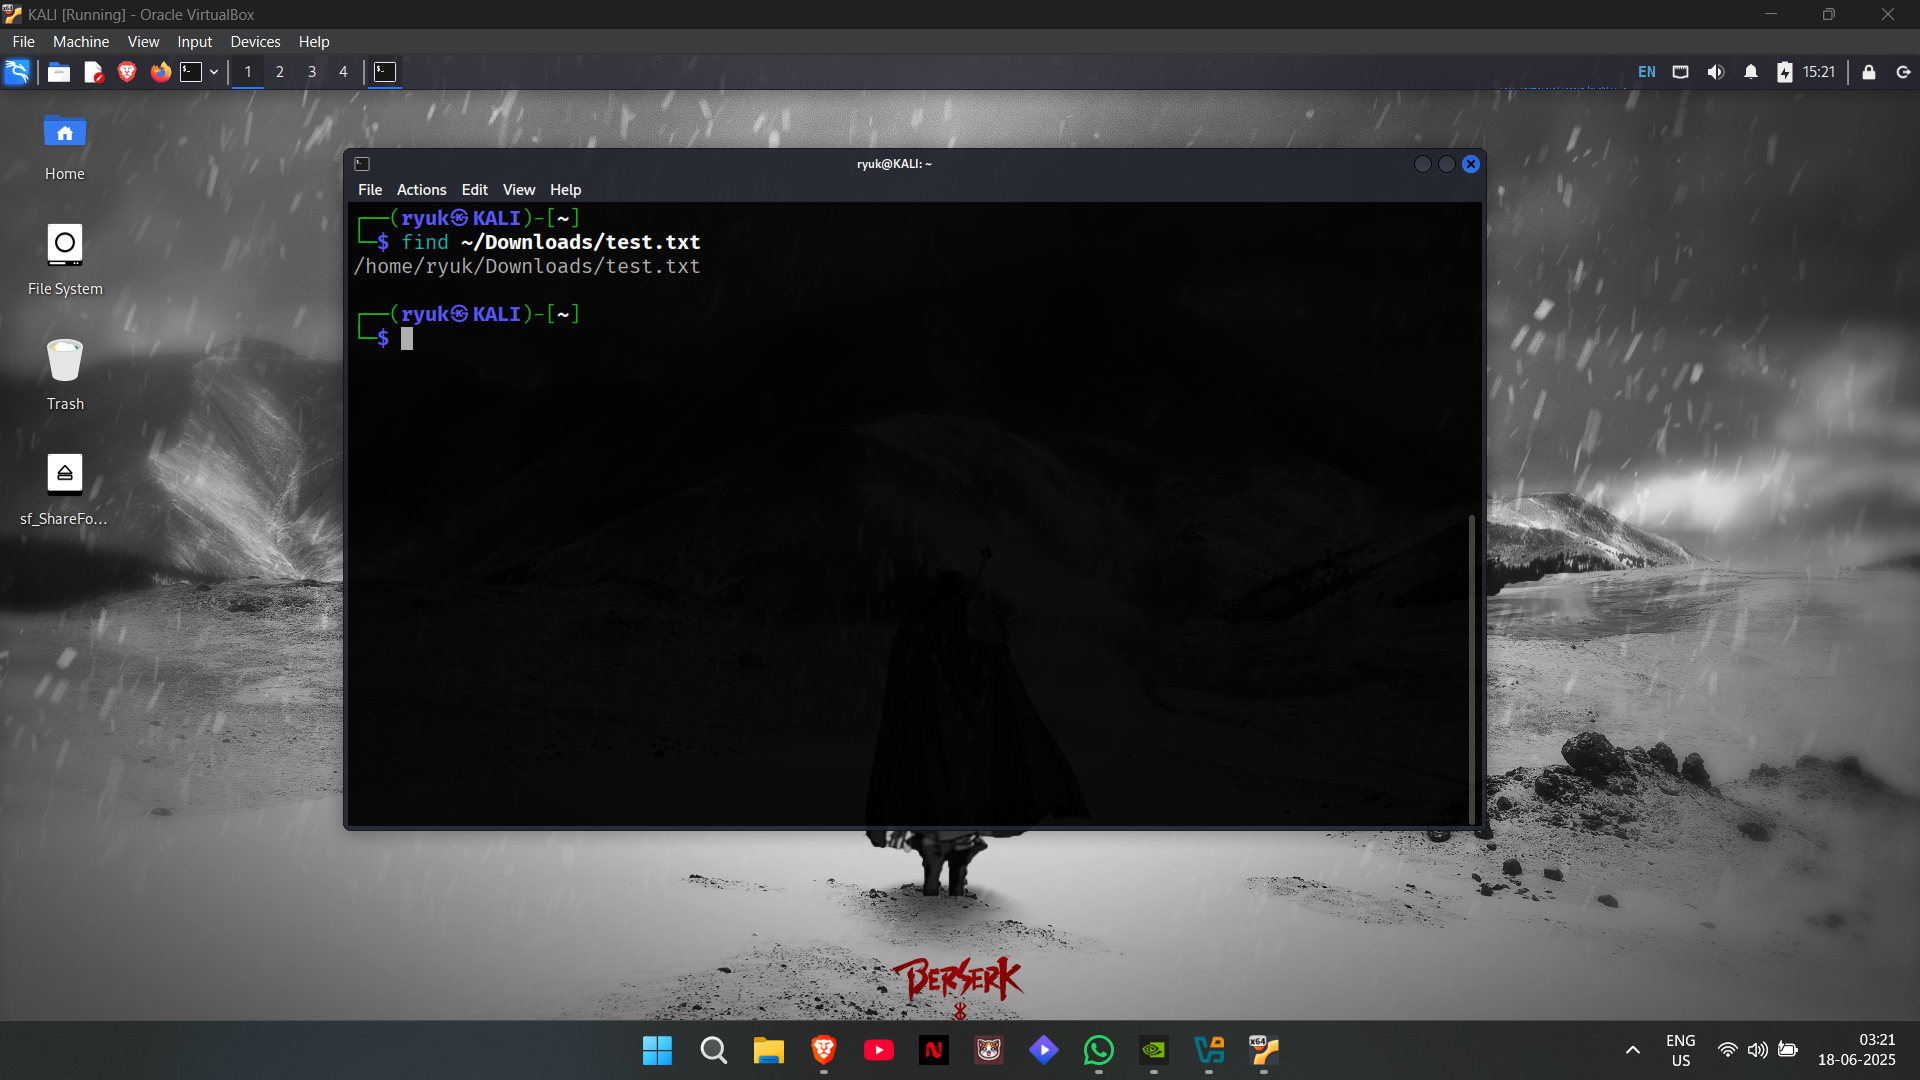 KALI [Running] - Oracle VirtualBox
File Machine View Input Devices Help
1 2 3 4
EN 15:21
Home
File System
Trash
sf_ShareFo...
ryuk@KALI: ~
File Actions Edit View Help
┌──(ryuk㉿KALI)-[~]
└─$ find ~/Downloads/test.txt
/home/ryuk/Downloads/test.txt
┌──(ryuk㉿KALI)-[~]
└─$
BERSERK
x64
ENG
US
03:21
18-06-2025